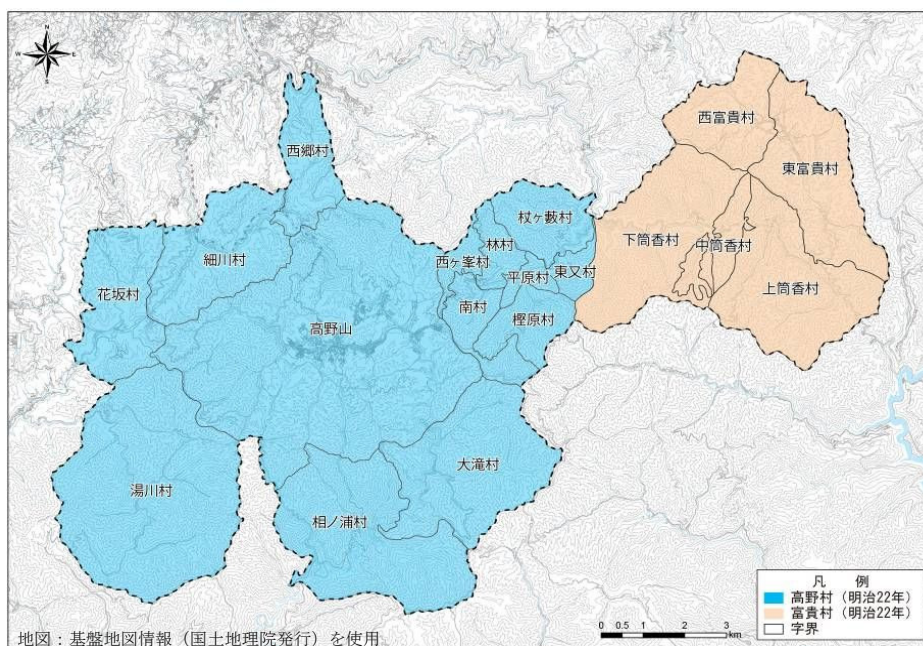 N
W
E
S
西富貴村
西郷村
東富貴村
杖ヶ藪村
林村
下筒香村
中筒香村
細川村
西ヶ峯村
平原村
東又村
花坂村
南村
上筒香村
高野山
樫原村
大滝村
湯川村
相ノ浦村
凡 例
高野村(明治22年)
富貴村(明治22年)
字界
0 0.5 1 2 3
km
地図:基盤地図情報(国土地理院発行)を使用